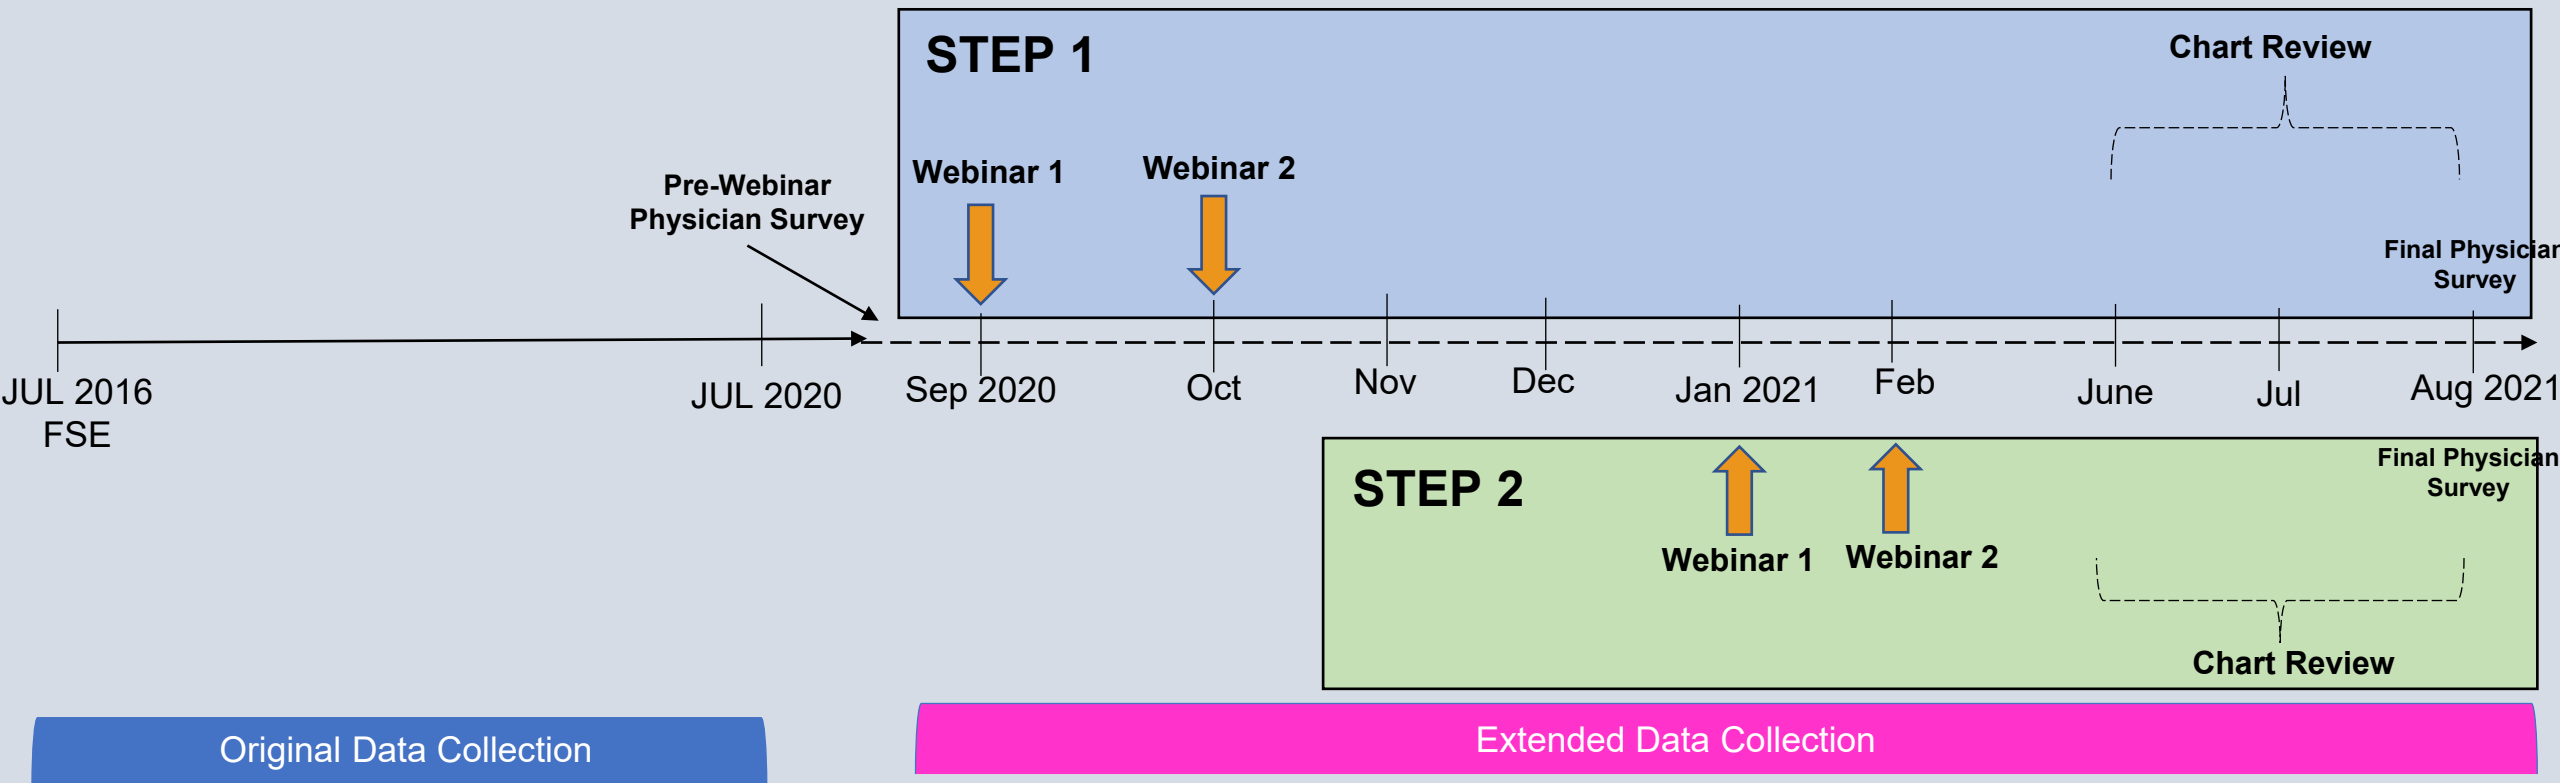 STEP 1
Chart Review
Webinar 1
Webinar 2
Pre-Webinar
Physician Survey
Final Physician
Survey
JUL 2016
FSE
JUL 2020
Sep 2020
Oct
Nov
Dec
Jan 2021
Feb
June
Jul
Aug 2021
STEP 2
Final Physician
Survey
Webinar 1
Webinar 2
Chart Review
Original Data Collection
Extended Data Collection